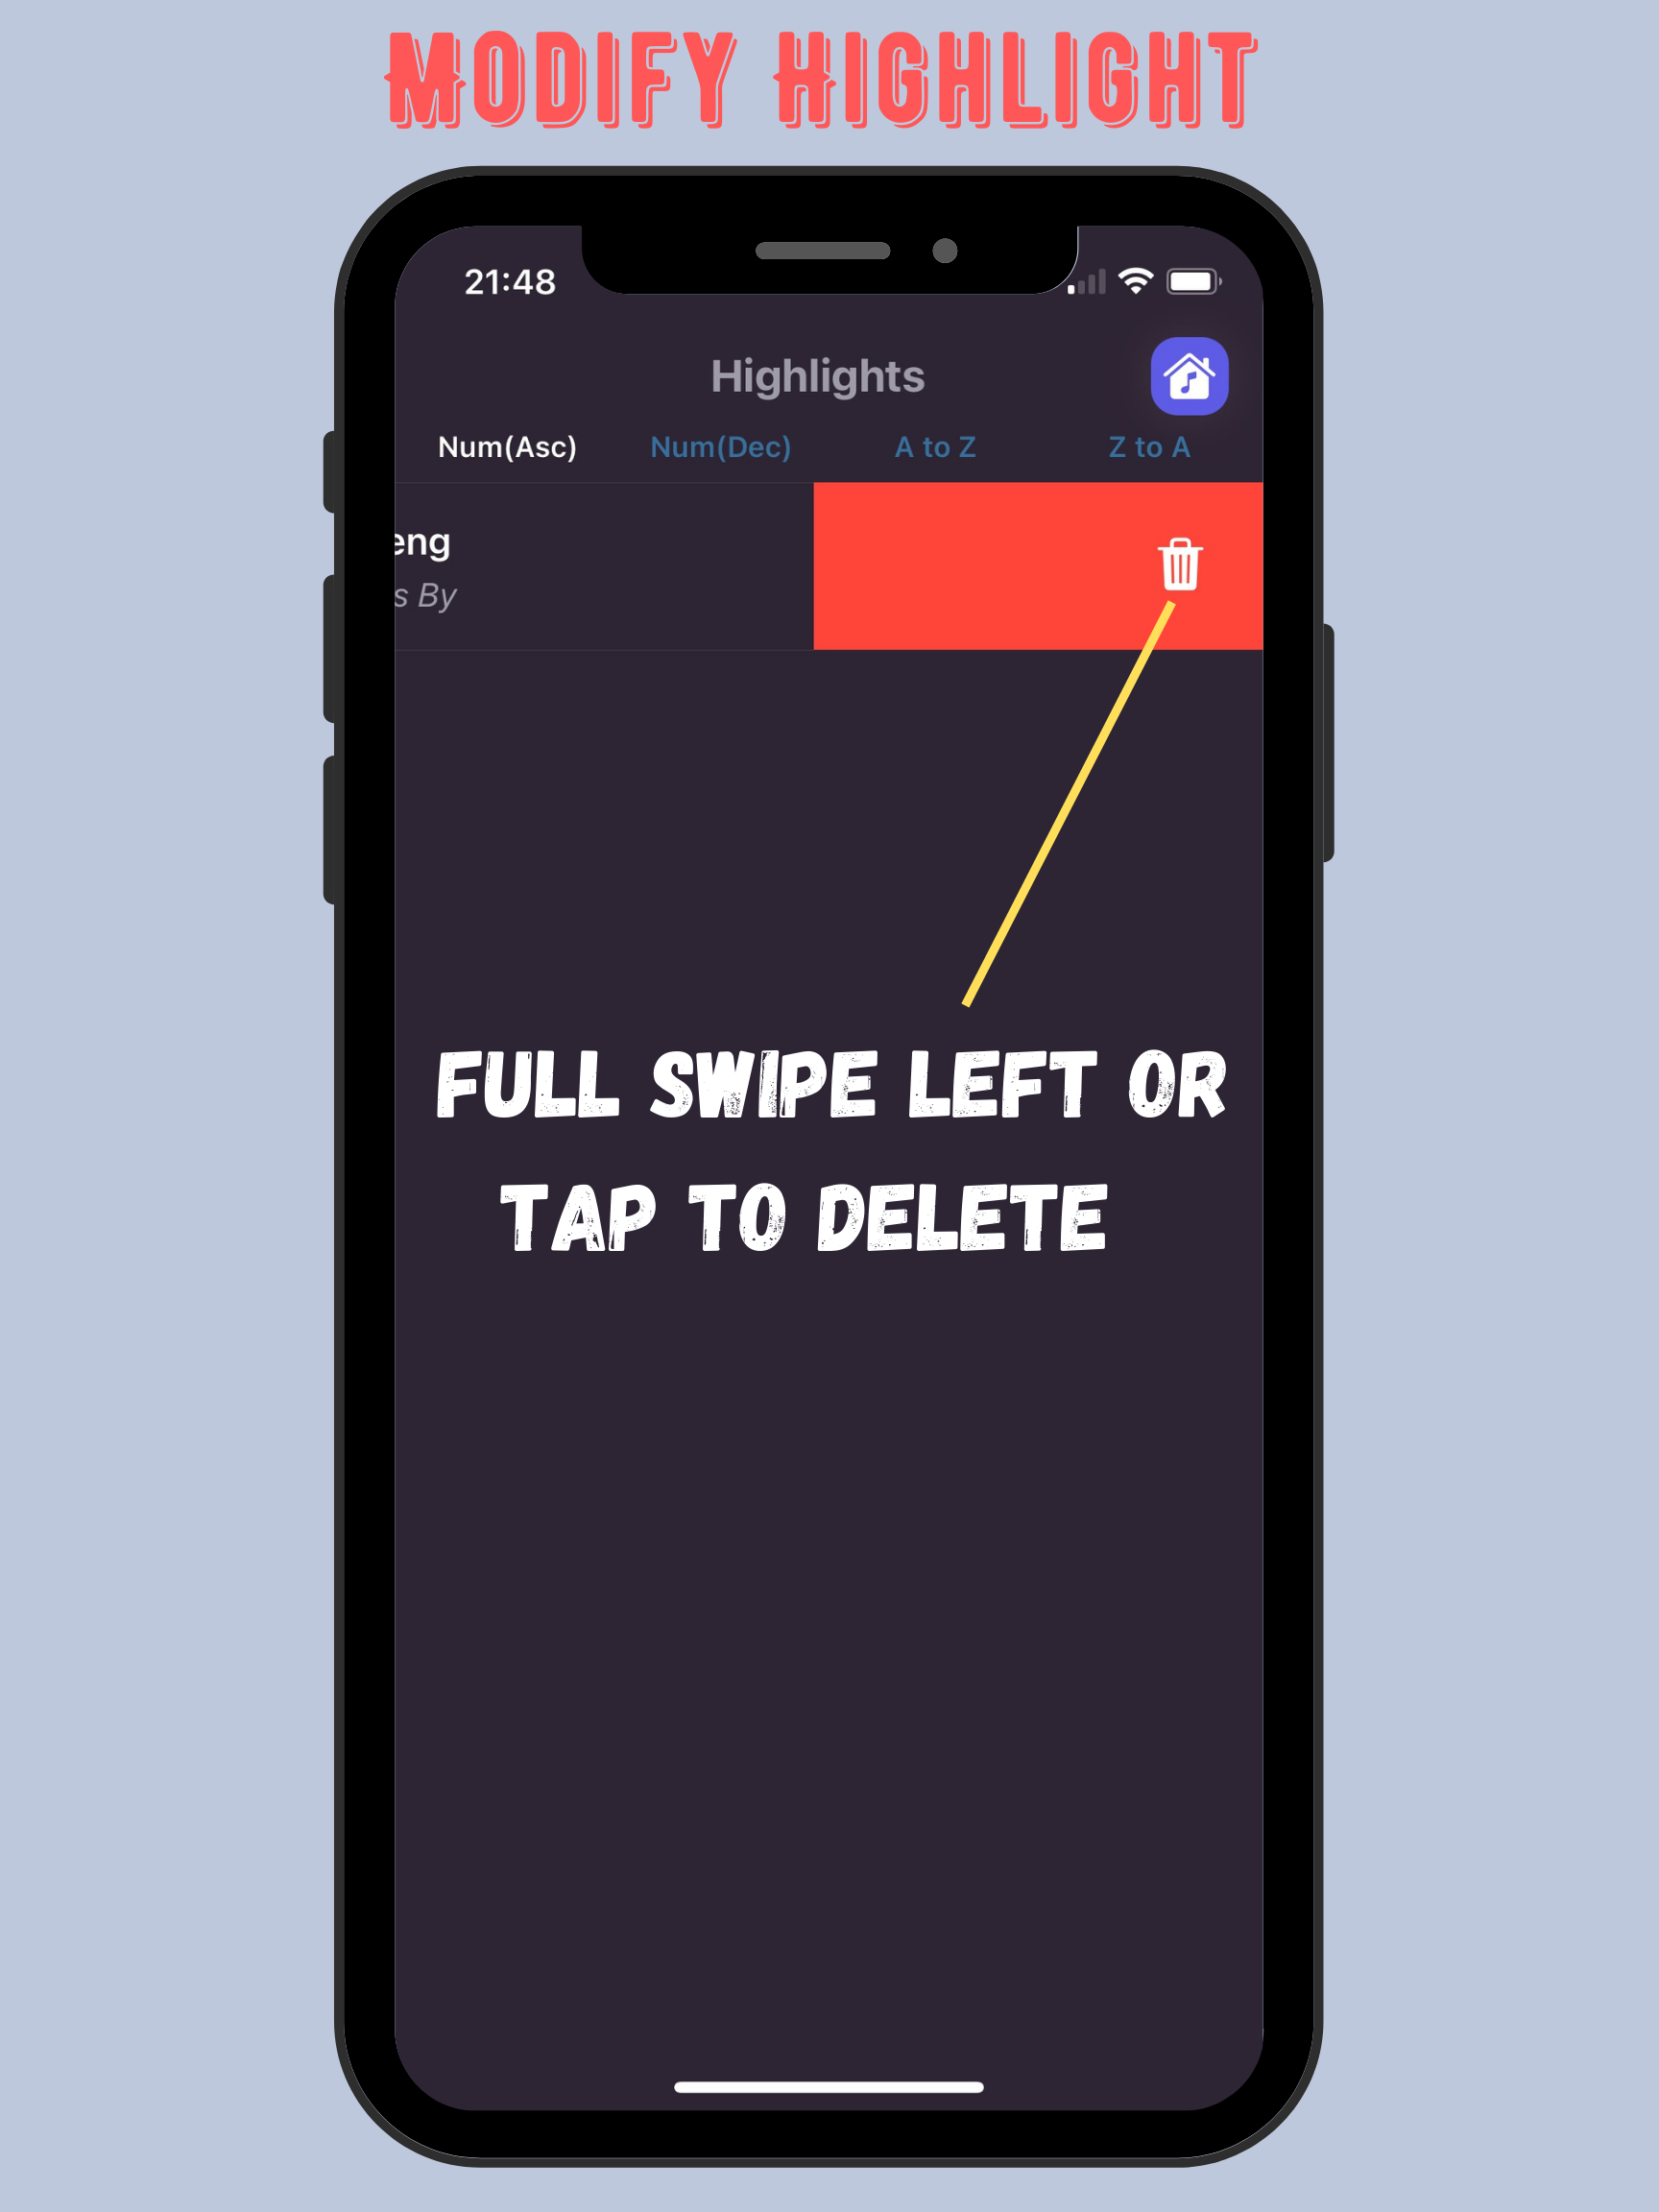 Modify Highlight
21:48
Highlights
Num(Asc) Num(Dec) A to Z Z to A
eng
s By
FULL SWIPE LEFT OR
TAP TO DELETE